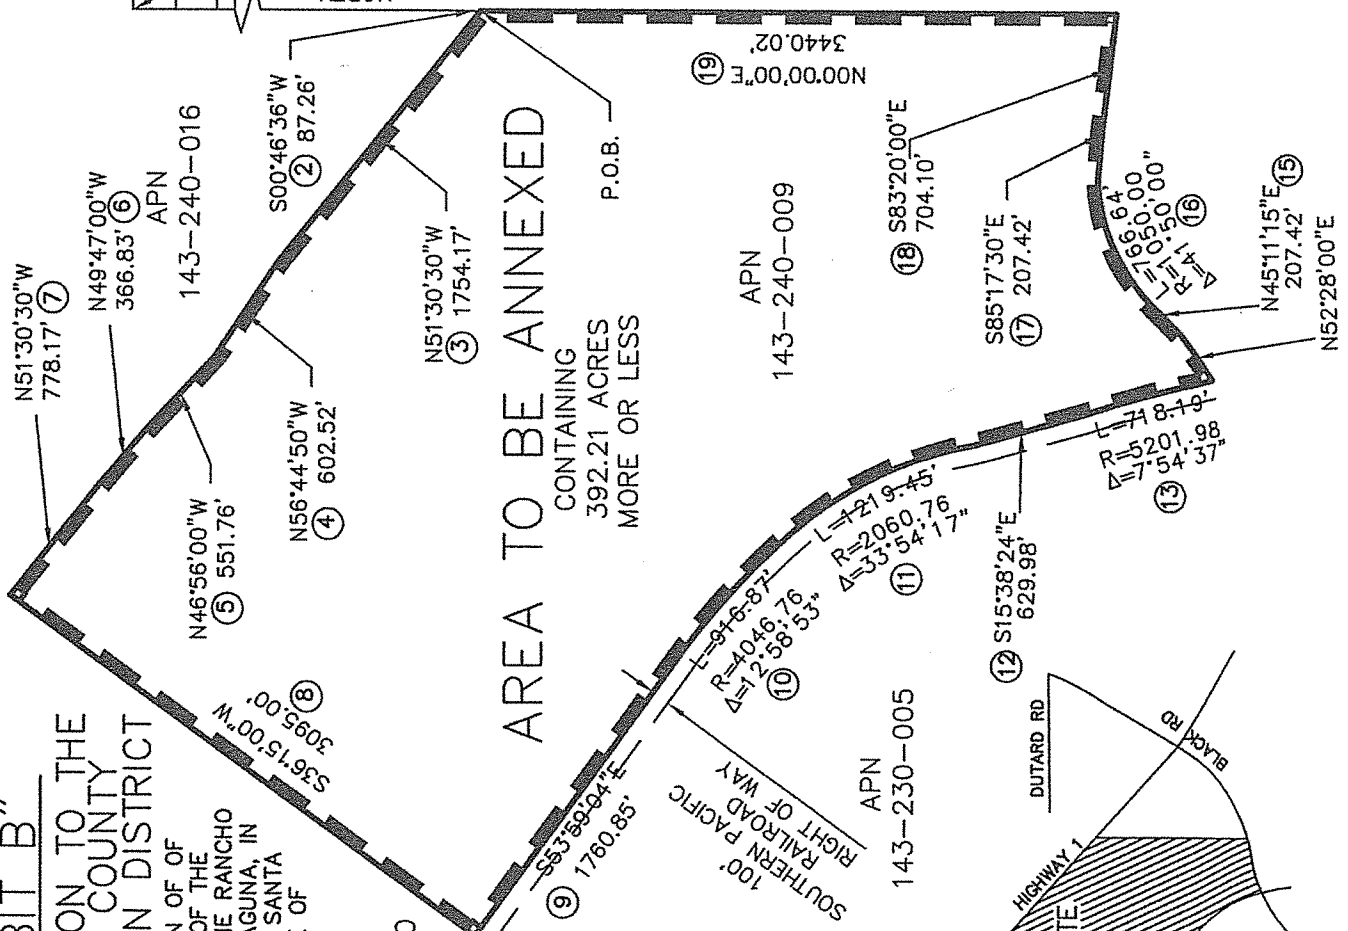 BIT B"
ON TO THE
COUNTY
N DISTRICT
N OF OF
OF THE
HE RANCHO
AGUNA, IN
SANTA
E OF
N51°30'30"W
778.17' 7
N49°47'00"W
366.83' 6
APN
143-240-016
S00°46'36"W
2 87.26'
N51°30'30"W
3 1754.17'
P.O.B.
N46°56'00"W
5 551.76'
N56°44'50"W
4 602.52'
AREA TO BE ANNEXED
CONTAINING
392.21 ACRES
MORE OR LESS
APN
143-240-009
19 N00°00'00"E
3440.02'
18 S83°20'00"E
704.10'
S85°17'30"E
17 207.42'
L=766.64'
R=1050.00
Δ=41°50'00"
16
N45°11'15"E 15
207.42'
N52°28'00"E
S36°15'00"W
3095.00' 8
S53°59'04"E
9 1760.85'
L=916.87'
R=4046.76
Δ=12°58'53"
10
L=1219.45'
R=2060.76
Δ=33°54'17"
11
12 S15°38'24"E
629.98'
L=718.19'
R=5201.98
Δ=7°54'37"
13
100'
SOUTHERN PACIFIC
RAILROAD
RIGHT OF WAY
APN
143-230-005
DUTARD RD
BLACK RD
HIGHWAY 1
TE